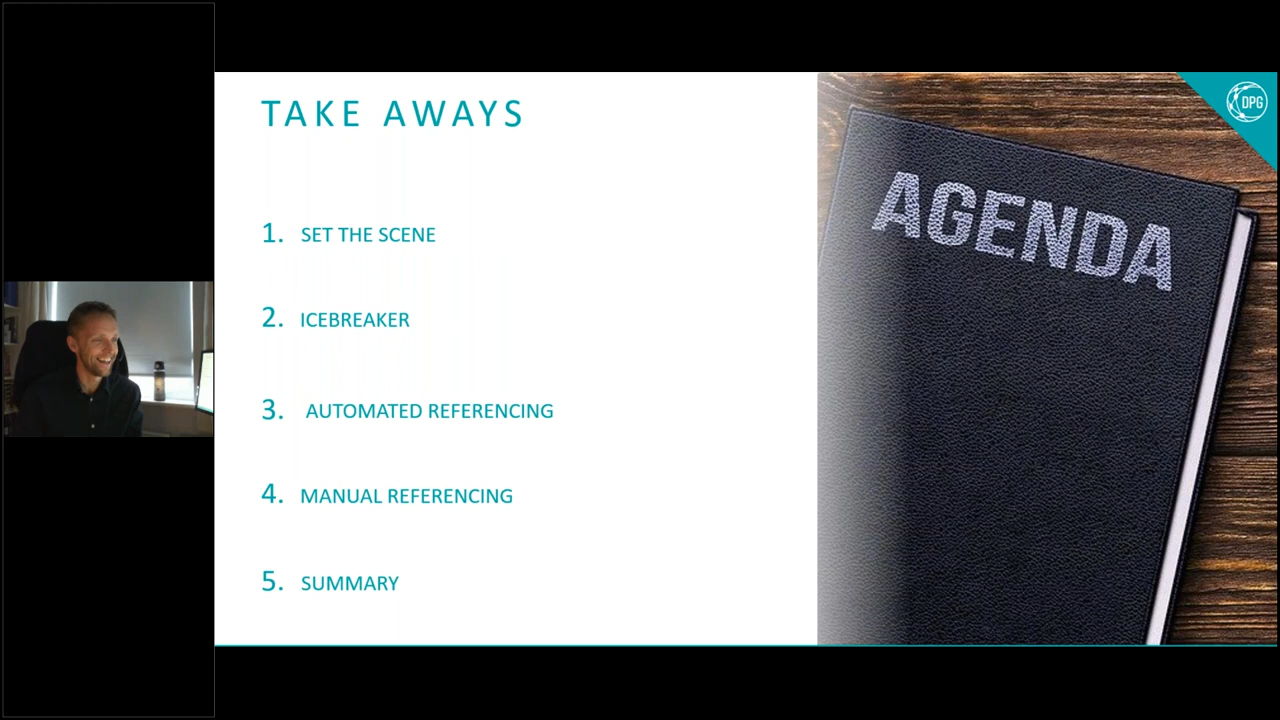 TAKE AWAYS
1. SET THE SCENE
2. ICEBREAKER
3. AUTOMATED REFERENCING
4. MANUAL REFERENCING
5. SUMMARY
AGENDA
DPG